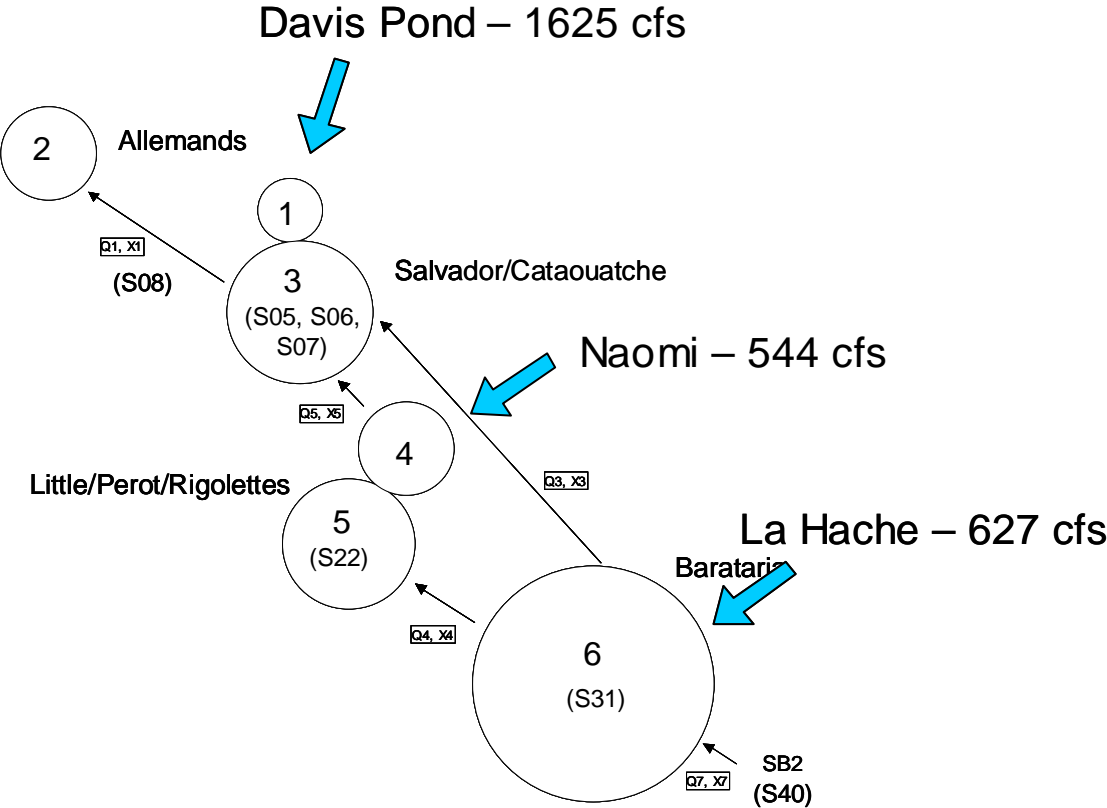 Davis Pond – 1625 cfs
2
Allemands
1
Q1, X1
(S08)
3
(S05, S06,
S07)
Salvador/Cataouatche
Naomi – 544 cfs
Q5, X5
4
Little/Perot/Rigolettes
Q3, X3
5
(S22)
La Hache – 627 cfs
Barataria
Q4, X4
6
(S31)
SB2
(S40)
Q7, X7